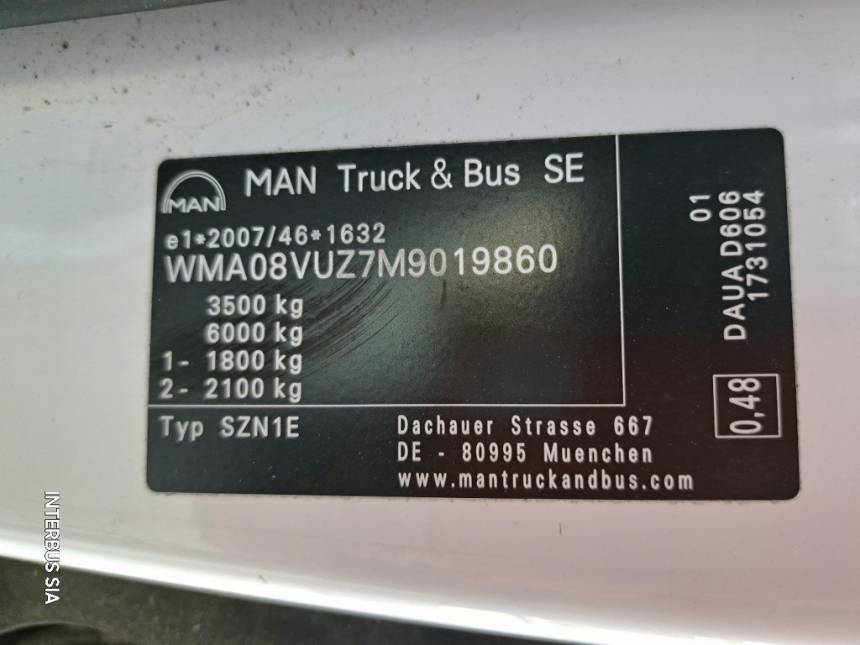 MAN
MAN Truck & Bus SE
e1*2007/46*1632
WMA08VUZ7M9019860
3500 kg
6000 kg
1- 1800 kg
2- 2100 kg
Typ SZN1E
Dachauer Strasse 667
DE - 80995 Muenchen
www.mantruckandbus.com
01
DAUA D606
1731054
0,48
INTERBUS SIA